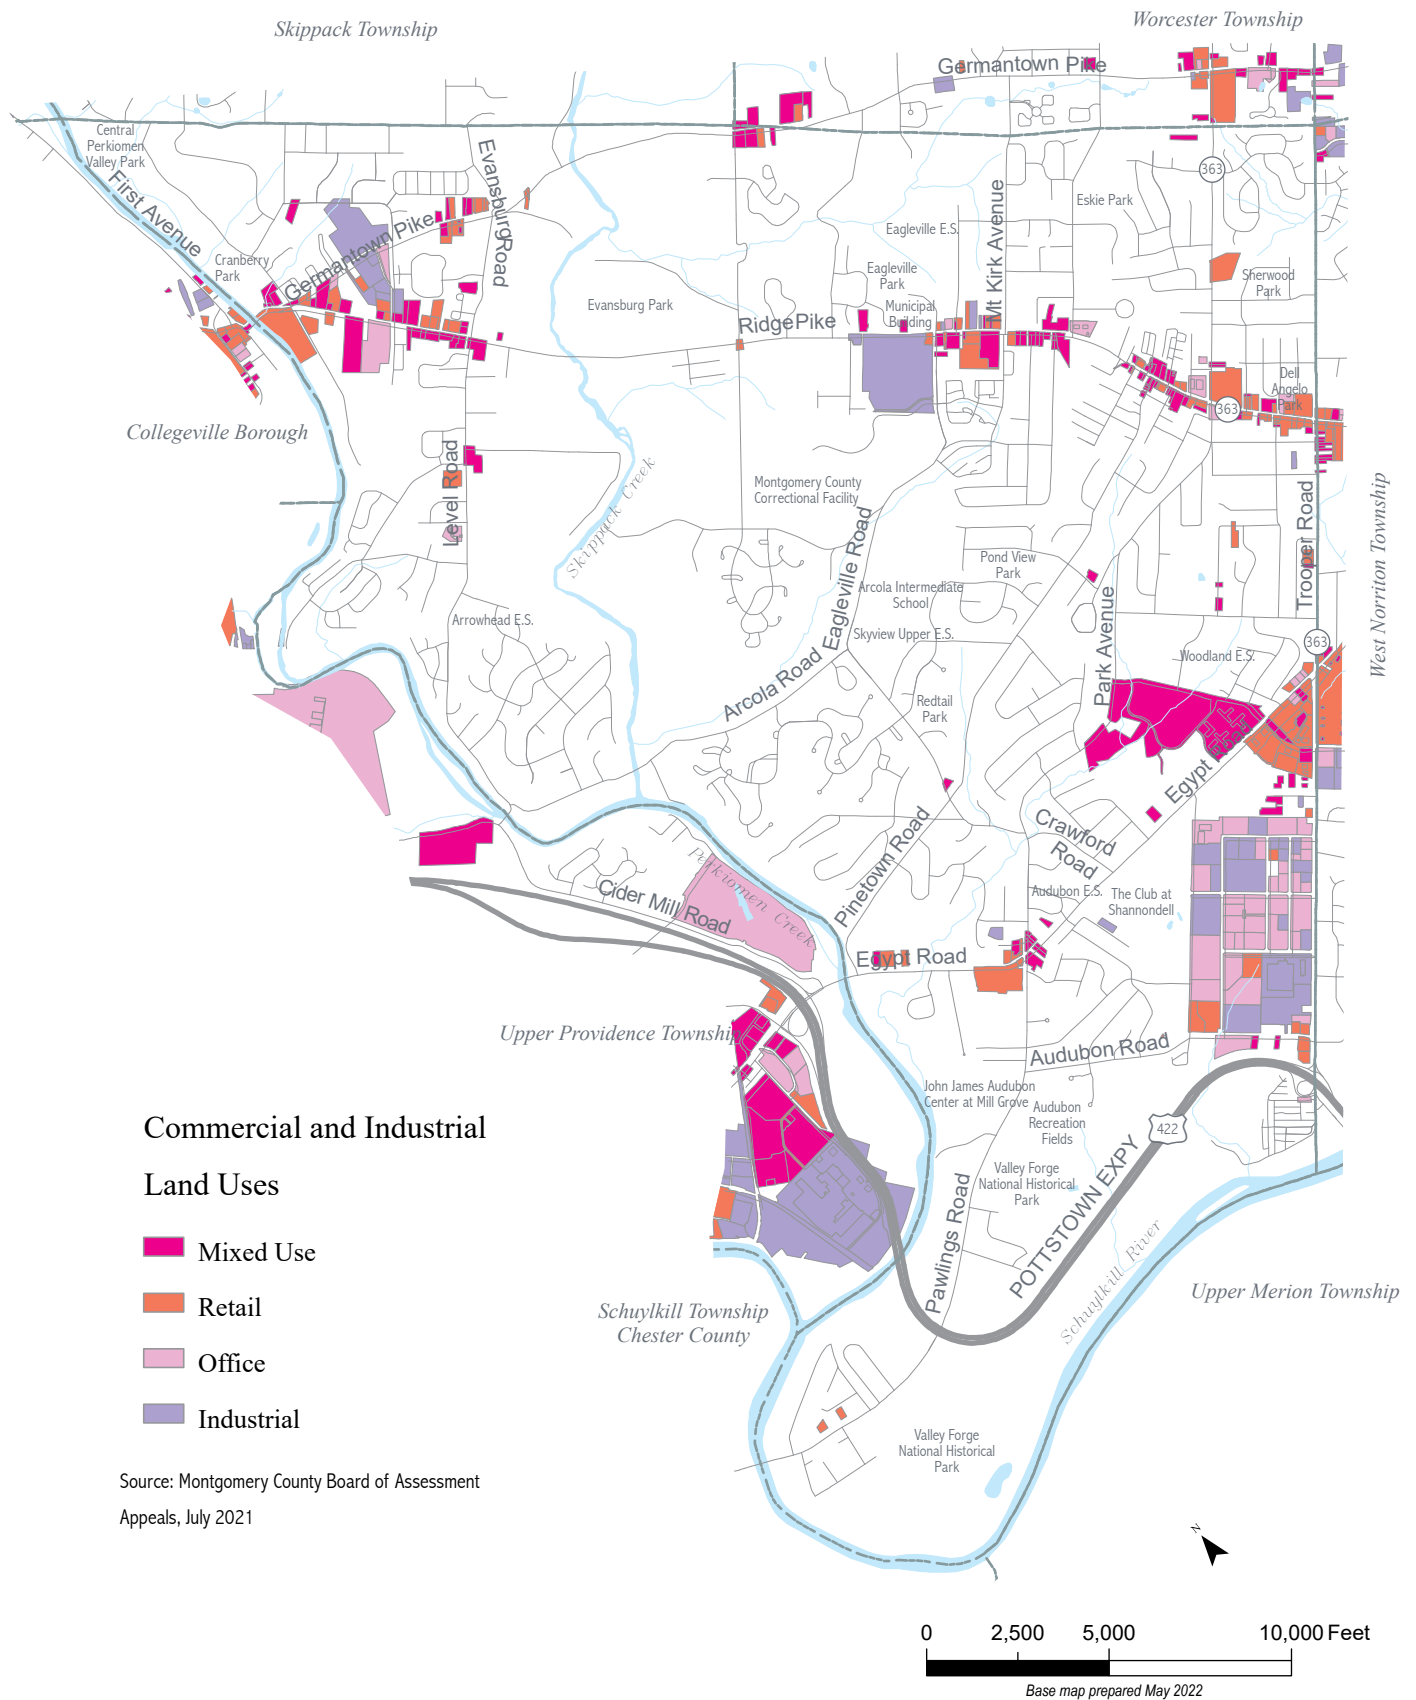 Skippack Township
Worcester Township
Germantown Pike
Central
Perkiomen
Valley Park
First Avenue
Evansburg
Road
363
Eskie Park
Mt Kirk Avenue
Eagleville E.S.
Germantown Pike
Cranberry
Park
Eagleville
Park
Sherwood
Park
Evansburg Park
Municipal
Building
RidgePike
Dell
Angelo
Park
363
Collegeville Borough
Level Road
Skippack Creek
Montgomery County
Correctional Facility
Trooper Road
West Norriton Township
Eagleville Road
Pond View
Park
Arcola Intermediate
School
Park Avenue
Arrowhead E.S.
Skyview Upper E.S.
363
Woodland E.S.
Arcola Road
Redtail
Park
Egypt
Crawford
Road
Pinetown Road
Perkiomen Creek
Cider Mill Road
Audubon E.S.
The Club at
Shannondell
Egypt Road
Upper Providence Township
Audubon Road
John James Audubon
Center at Mill Grove
Audubon
Recreation
Fields
422
POTTSTOWN EXPY
Valley Forge
National Historical
Park
Pawlings Road
Schuylkill River
Upper Merion Township
Schuylkill Township
Chester County
Valley Forge
National Historical
Park
Commercial and Industrial
Land Uses
Mixed Use
Retail
Office
Industrial
Source: Montgomery County Board of Assessment
Appeals, July 2021
N
0 2,500 5,000 10,000 Feet
Base map prepared May 2022